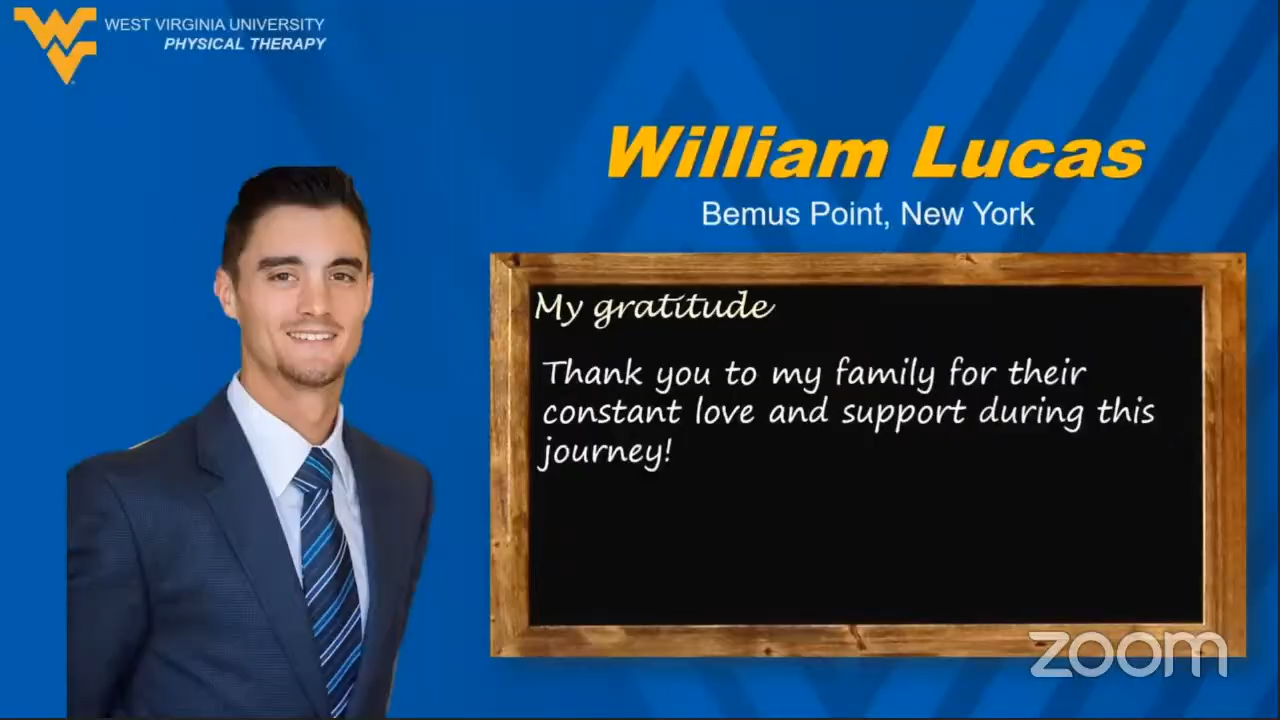 WEST VIRGINIA UNIVERSITY
PHYSICAL THERAPY
William Lucas
Bemus Point, New York
My gratitude
Thank you to my family for their
constant love and support during this
journey!
zoom